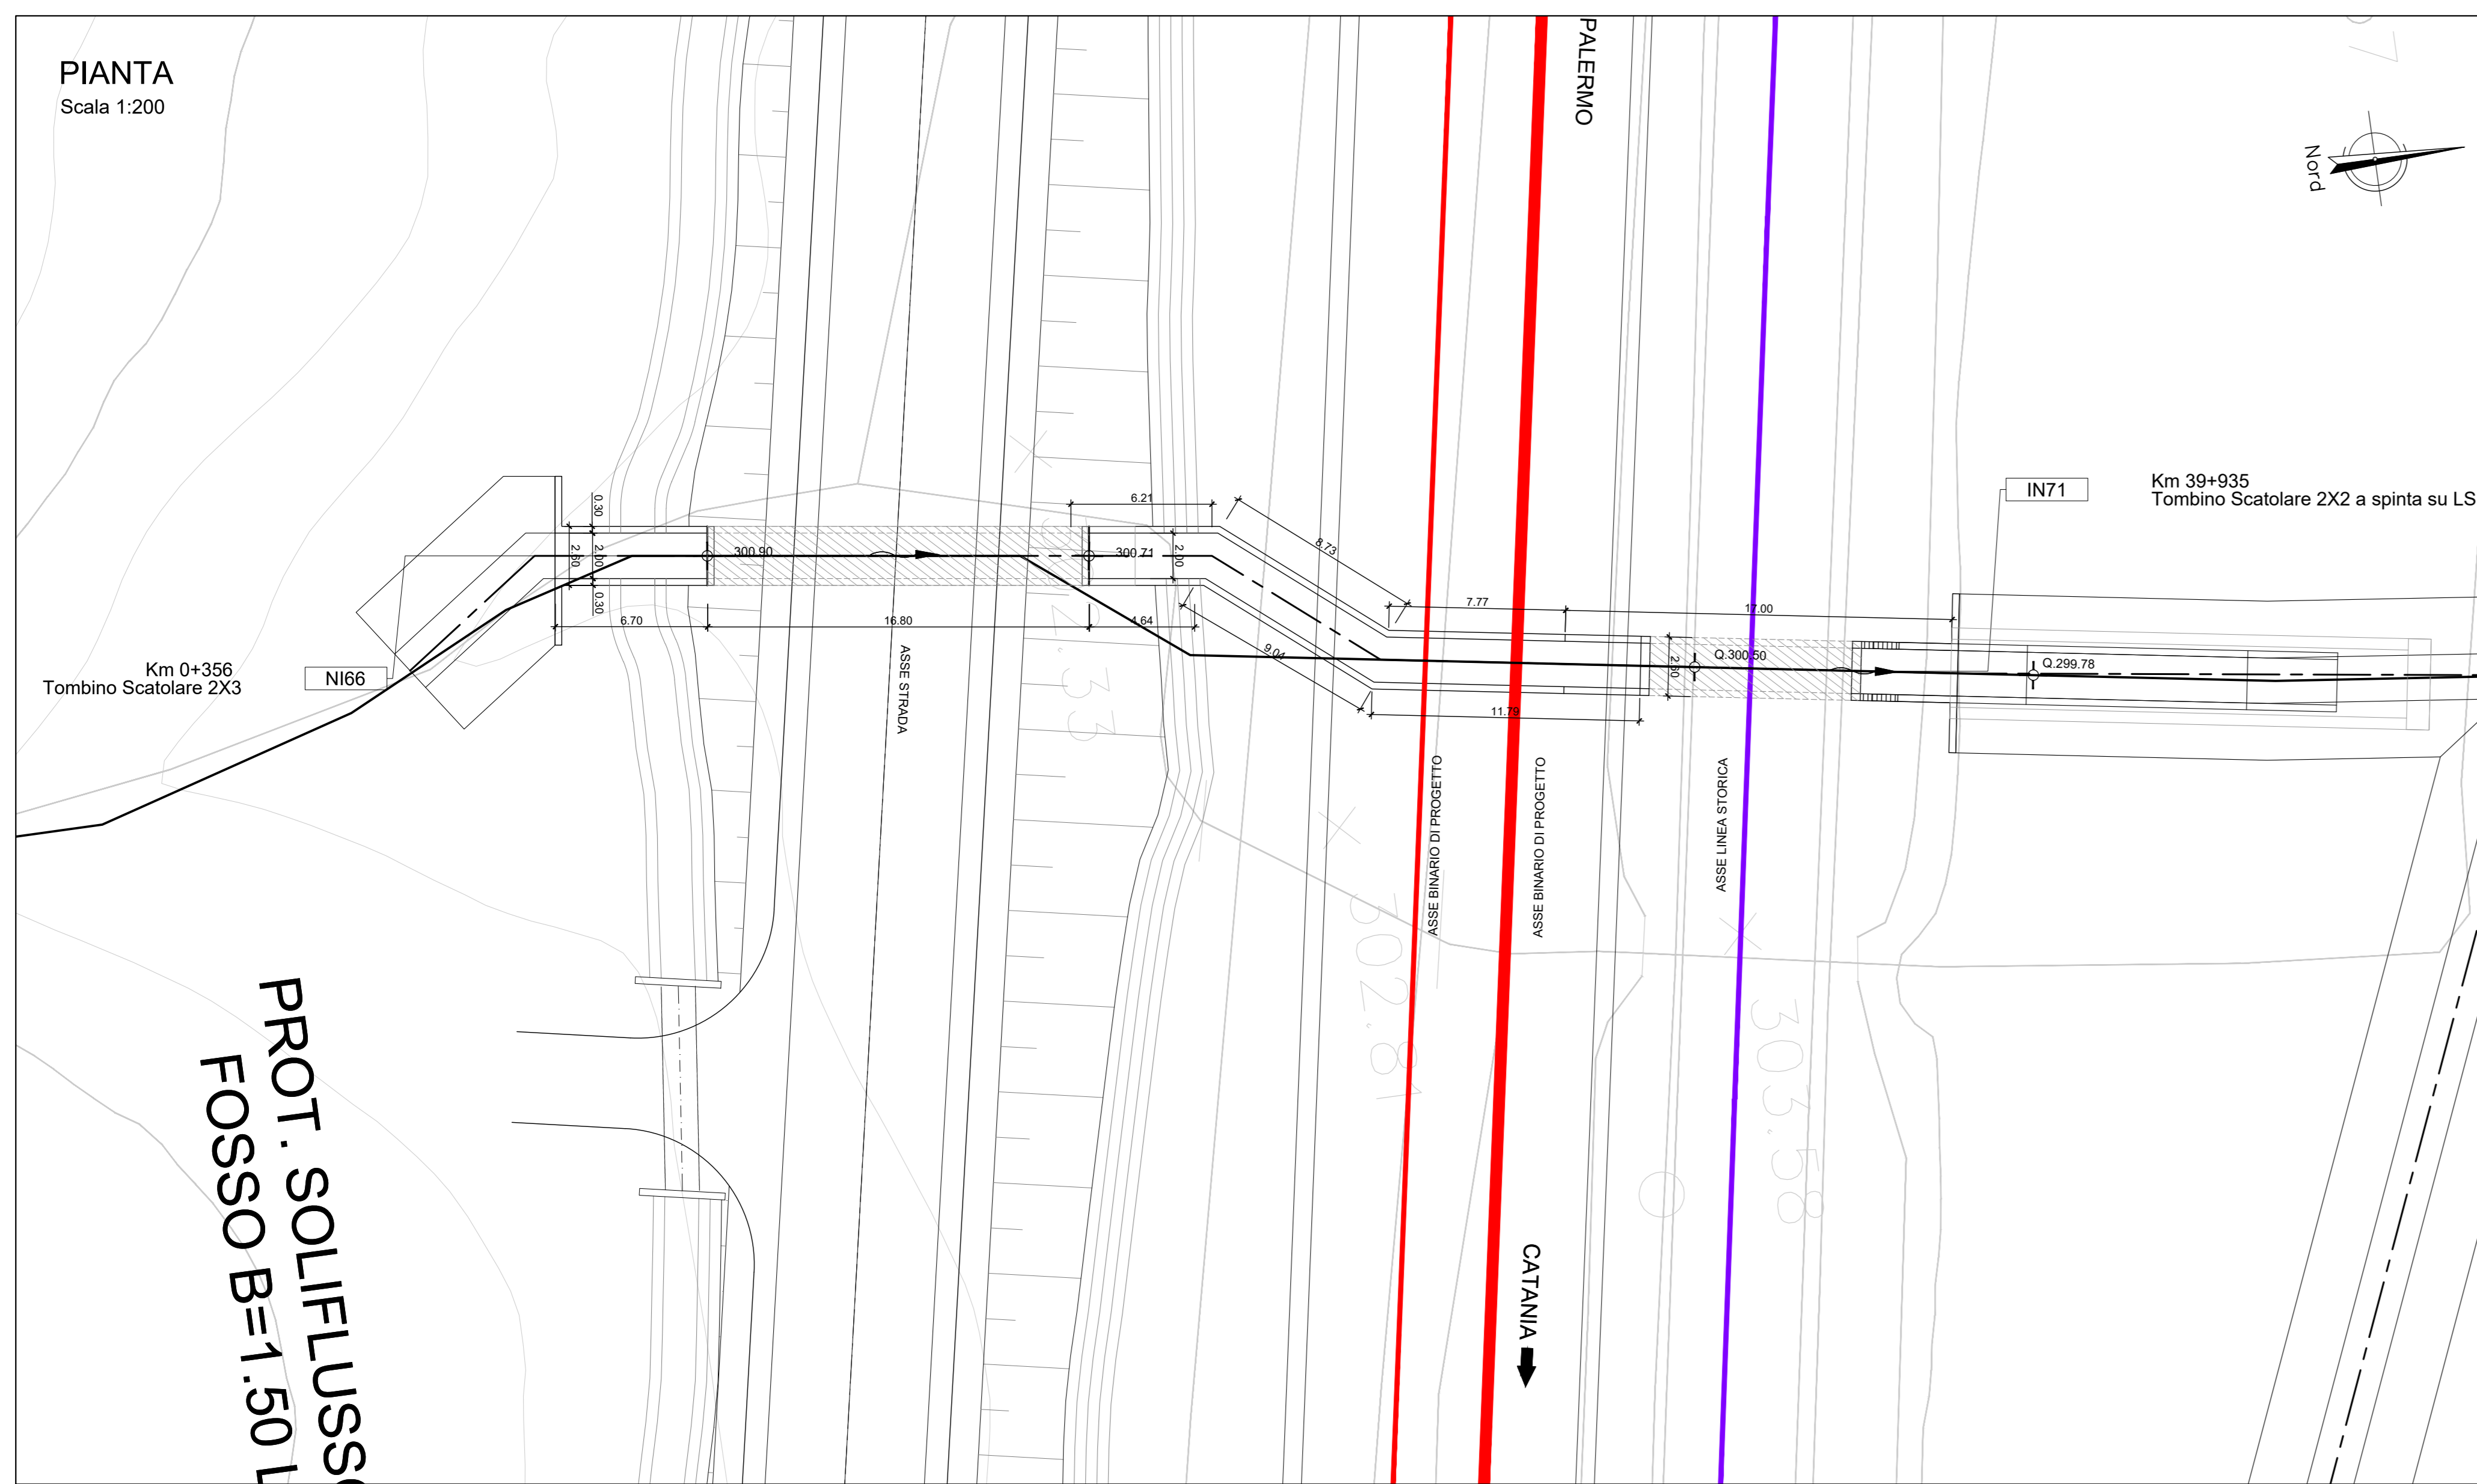 PIANTA
Scala 1:200
PALERMO
Nord
IN71
Km 39+935
Tombino Scatolare 2X2 a spinta su LS
0.30
2.60
2.00
0.30
300.90
300.71
2.00
6.21
8.73
7.77
17.00
6.70
16.80
4.64
9.04
11.79
2.60
Q.300.50
Q.299.78
Km 0+356
Tombino Scatolare 2X3
NI66
ASSE STRADA
ASSE BINARIO DI PROGETTO
ASSE BINARIO DI PROGETTO
ASSE LINEA STORICA
302.81
303.58
CATANIA
PROT. SOLIFLUSSO
FOSSO B=1.50